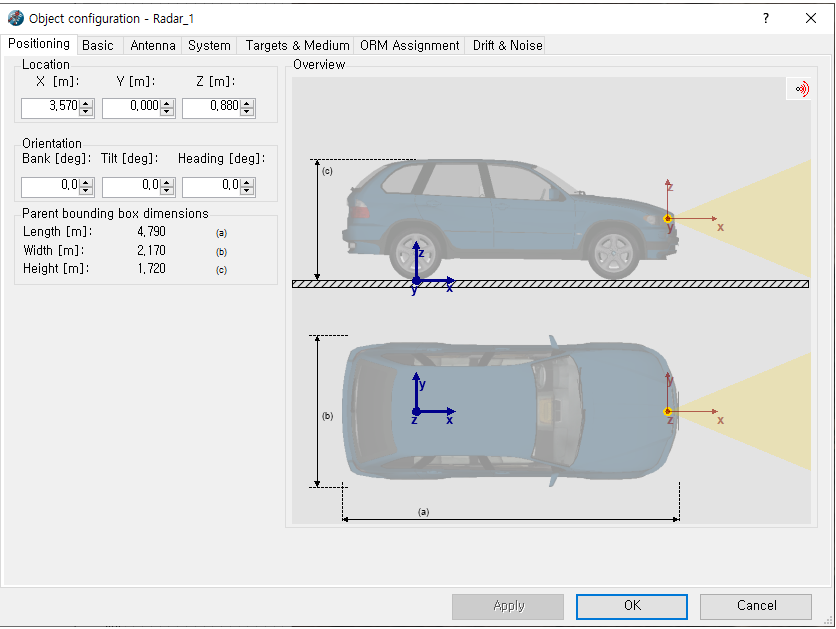 Object configuration - Radar_1
?
Positioning Basic Antenna System Targets & Medium ORM Assignment Drift & Noise
Location
X [m]: Y [m]: Z [m]:
3,570 0,000 0,880
Orientation
Bank [deg]: Tilt [deg]: Heading [deg]:
0,0 0,0 0,0
Parent bounding box dimensions
Length [m]: 4,790 (a)
Width [m]: 2,170 (b)
Height [m]: 1,720 (c)
Overview
(c)
z
y
x
z
y
x
(b)
y
z
x
y
z
x
(a)
Apply OK Cancel